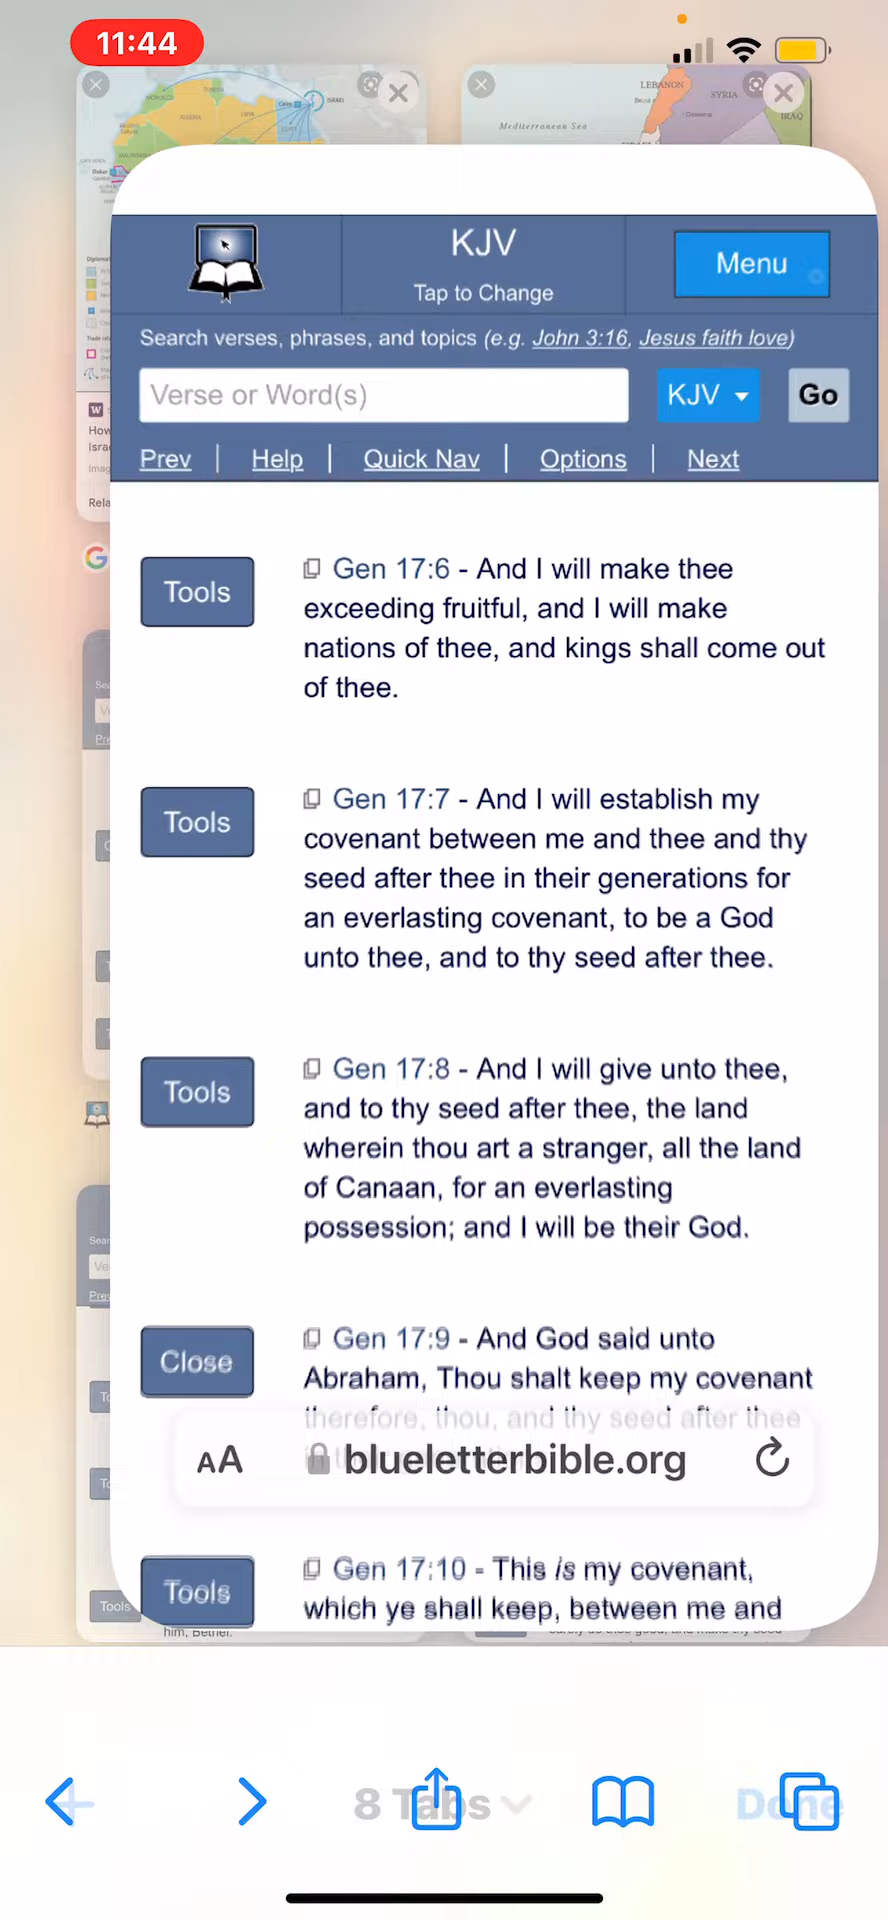 11:44
LEBANON
SYRIA
IRAQ
Mediterranean Sea
KJV
Tap to Change
Menu
Search verses, phrases, and topics (e.g. John 3:16, Jesus faith love)
Verse or Word(s)
KJV
Go
Prev | Help | Quick Nav | Options | Next
Tools
Gen 17:6 - And I will make thee
exceeding fruitful, and I will make
nations of thee, and kings shall come out
of thee.
Tools
Gen 17:7 - And I will establish my
covenant between me and thee and thy
seed after thee in their generations for
an everlasting covenant, to be a God
unto thee, and to thy seed after thee.
Tools
Gen 17:8 - And I will give unto thee,
and to thy seed after thee, the land
wherein thou art a stranger, all the land
of Canaan, for an everlasting
possession; and I will be their God.
Close
Gen 17:9 - And God said unto
Abraham, Thou shalt keep my covenant
therefore, thou, and thy seed after thee
AA blueletterbible.org
Tools
Gen 17:10 - This is my covenant,
which ye shall keep, between me and
Tools
him, Bethel.
8 Tabs
Done